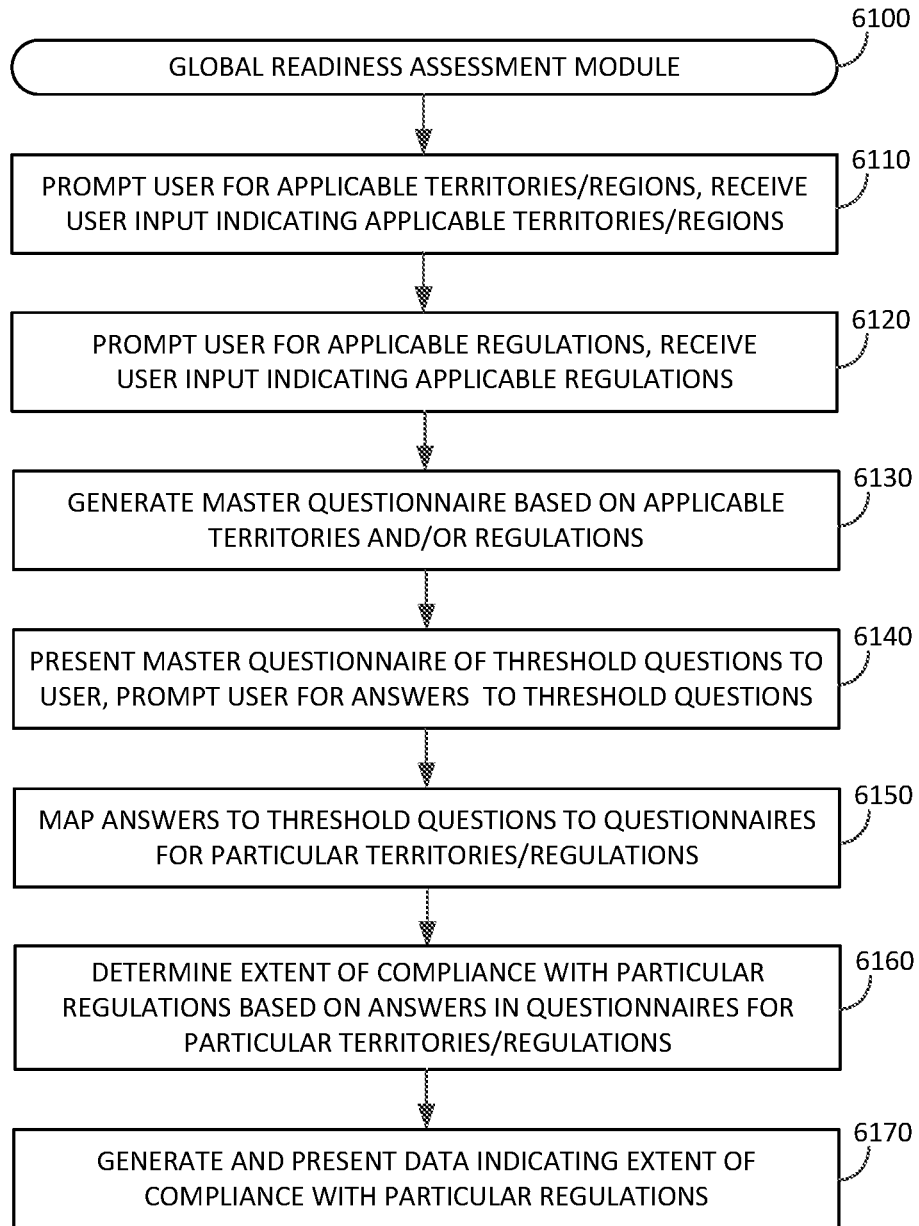 6100
GLOBAL READINESS ASSESSMENT MODULE
6110
PROMPT USER FOR APPLICABLE TERRITORIES/REGIONS, RECEIVE
USER INPUT INDICATING APPLICABLE TERRITORIES/REGIONS
6120
PROMPT USER FOR APPLICABLE REGULATIONS, RECEIVE
USER INPUT INDICATING APPLICABLE REGULATIONS
6130
GENERATE MASTER QUESTIONNAIRE BASED ON APPLICABLE
TERRITORIES AND/OR REGULATIONS
6140
PRESENT MASTER QUESTIONNAIRE OF THRESHOLD QUESTIONS TO
USER, PROMPT USER FOR ANSWERS TO THRESHOLD QUESTIONS
6150
MAP ANSWERS TO THRESHOLD QUESTIONS TO QUESTIONNAIRES
FOR PARTICULAR TERRITORIES/REGULATIONS
6160
DETERMINE EXTENT OF COMPLIANCE WITH PARTICULAR
REGULATIONS BASED ON ANSWERS IN QUESTIONNAIRES FOR
PARTICULAR TERRITORIES/REGULATIONS
6170
GENERATE AND PRESENT DATA INDICATING EXTENT OF
COMPLIANCE WITH PARTICULAR REGULATIONS